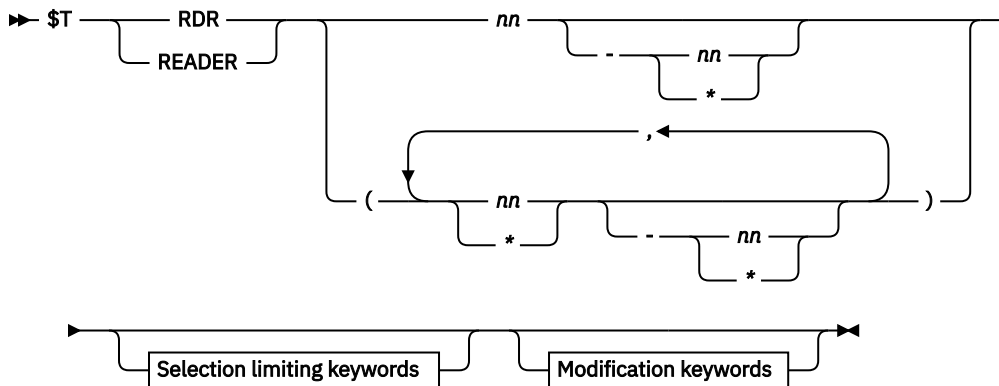 $T RDR nn
READER - nn
*
,
( nn )
* - nn
*
Selection limiting keywords Modification keywords